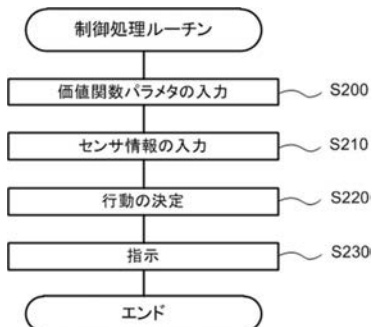 制御処理ルーチン
価値関数パラメタの入力
S200
センサ情報の入力
S210
行動の決定
S220
指示
S230
エンド